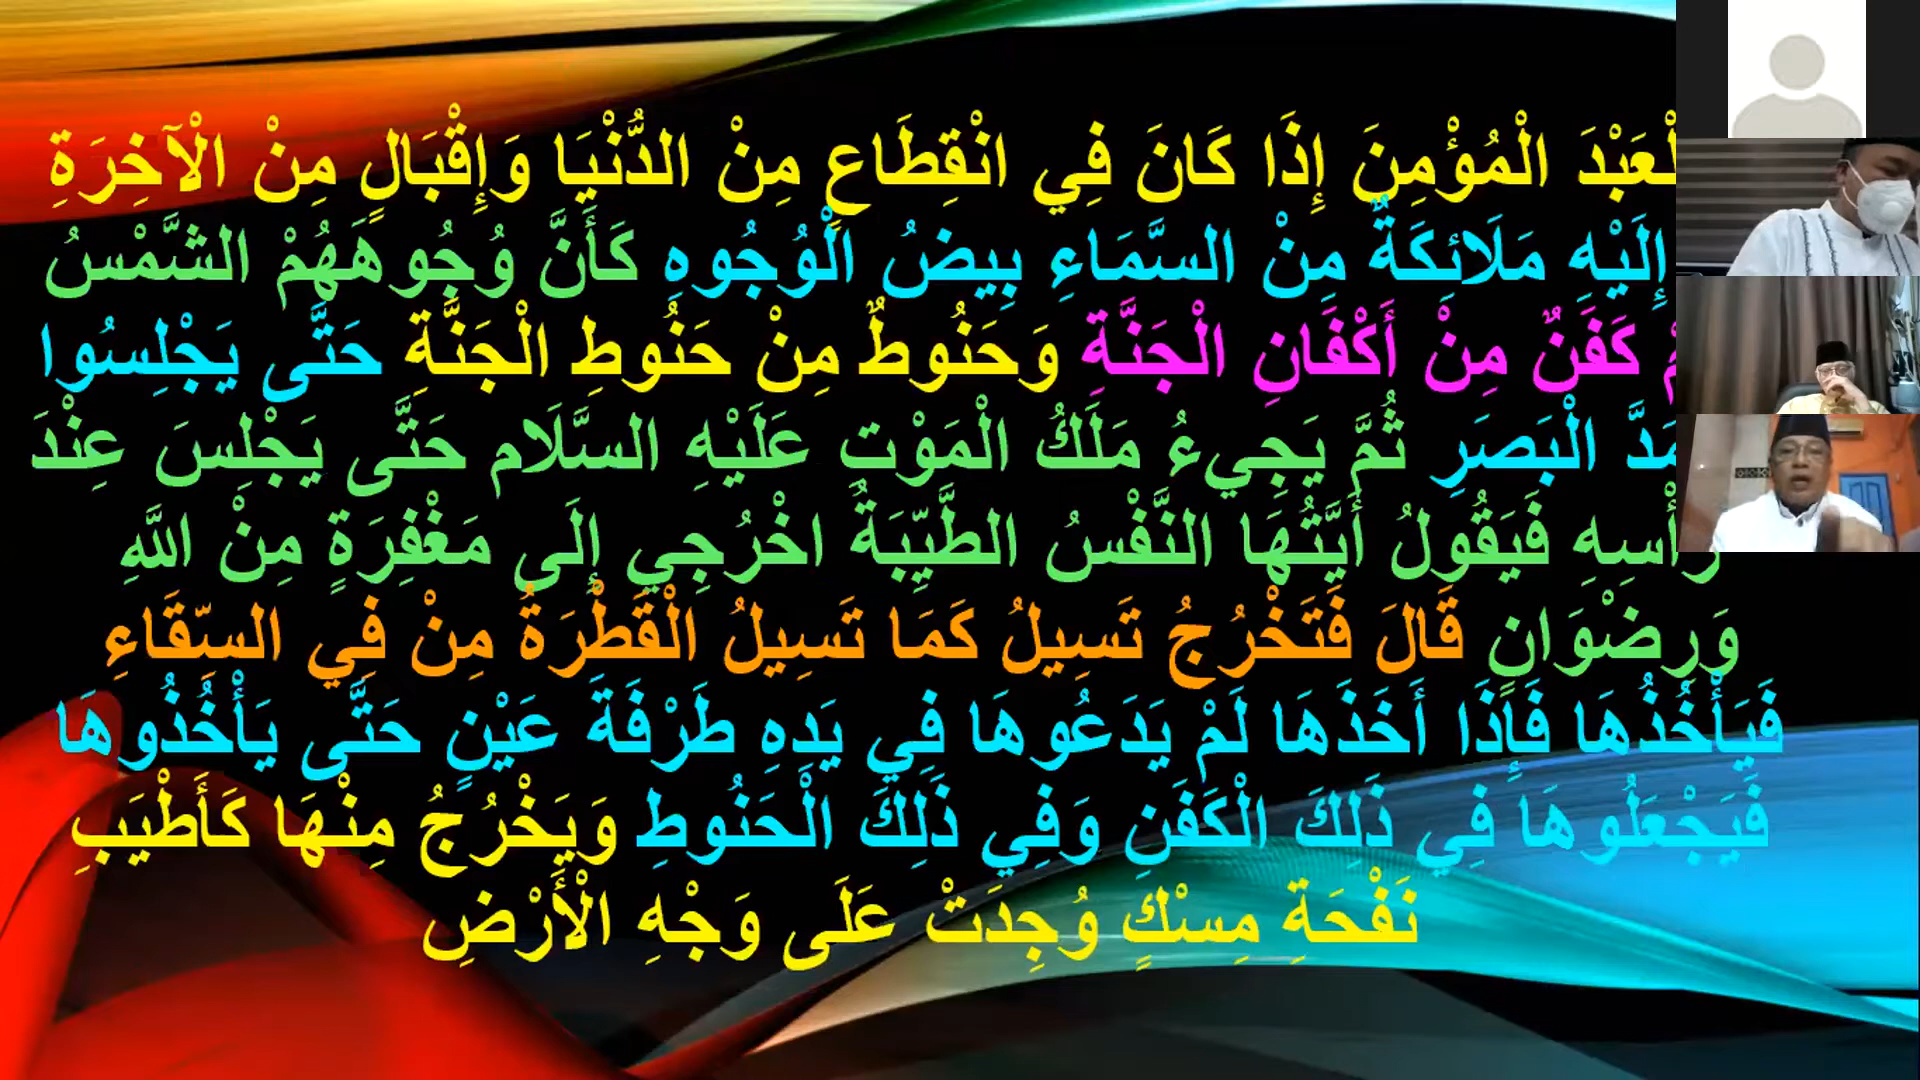 لْعَبْدَ الْمُؤْمِنَ إِذَا كَانَ فِي انْقِطَاعٍ مِنْ الدُّنْيَا وَإِقْبَالٍ مِنْ الْآخِرَةِ
إِلَيْهِ مَلَائِكَةٌ مِنْ السَّمَاءِ بِيضُ الْوُجُوهِ كَأَنَّ وُجُوهَهُمْ الشَّمْسُ
كَفَنٌ مِنْ أَكْفَانِ الْجَنَّةِ وَحَنُوطٌ مِنْ حَنُوطِ الْجَنَّةِ حَتَّى يَجْلِسُوا
مَدَّ الْبَصَرِ ثُمَّ يَجِيءُ مَلَكُ الْمَوْتِ عَلَيْهِ السَّلَام حَتَّى يَجْلِسَ عِنْدَ
رَأْسِهِ فَيَقُولُ أَيَّتُهَا النَّفْسُ الطَّيِّبَةُ اخْرُجِي إِلَى مَغْفِرَةٍ مِنْ اللَّهِ
وَرِضْوَانٍ قَالَ فَتَخْرُجُ تَسِيلُ كَمَا تَسِيلُ الْقَطْرَةُ مِنْ فِي السِّقَاءِ
فَيَأْخُذُهَا فَإِذَا أَخَذَهَا لَمْ يَدَعُوهَا فِي يَدِهِ طَرْفَةَ عَيْنٍ حَتَّى يَأْخُذُوهَا
فَيَجْعَلُوهَا فِي ذَلِكَ الْكَفَنِ وَفِي ذَلِكَ الْحَنُوطِ وَيَخْرُجُ مِنْهَا كَأَطْيَبِ
نَفْحَةِ مِسْكٍ وُجِدَتْ عَلَى وَجْهِ الْأَرْضِ